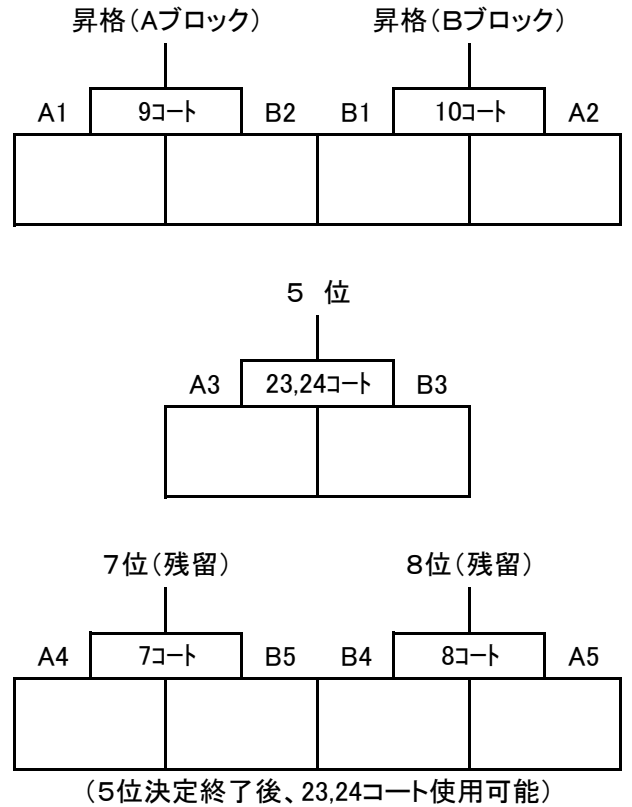 昇格（Aブロック） 昇格（Bブロック）
A1 9コート B2 B1 10コート A2
５ 位
A3 23,24コート B3
７位（残留） ８位（残留）
A4 7コート B5 B4 8コート A5
（５位決定終了後、23,24コート使用可能）